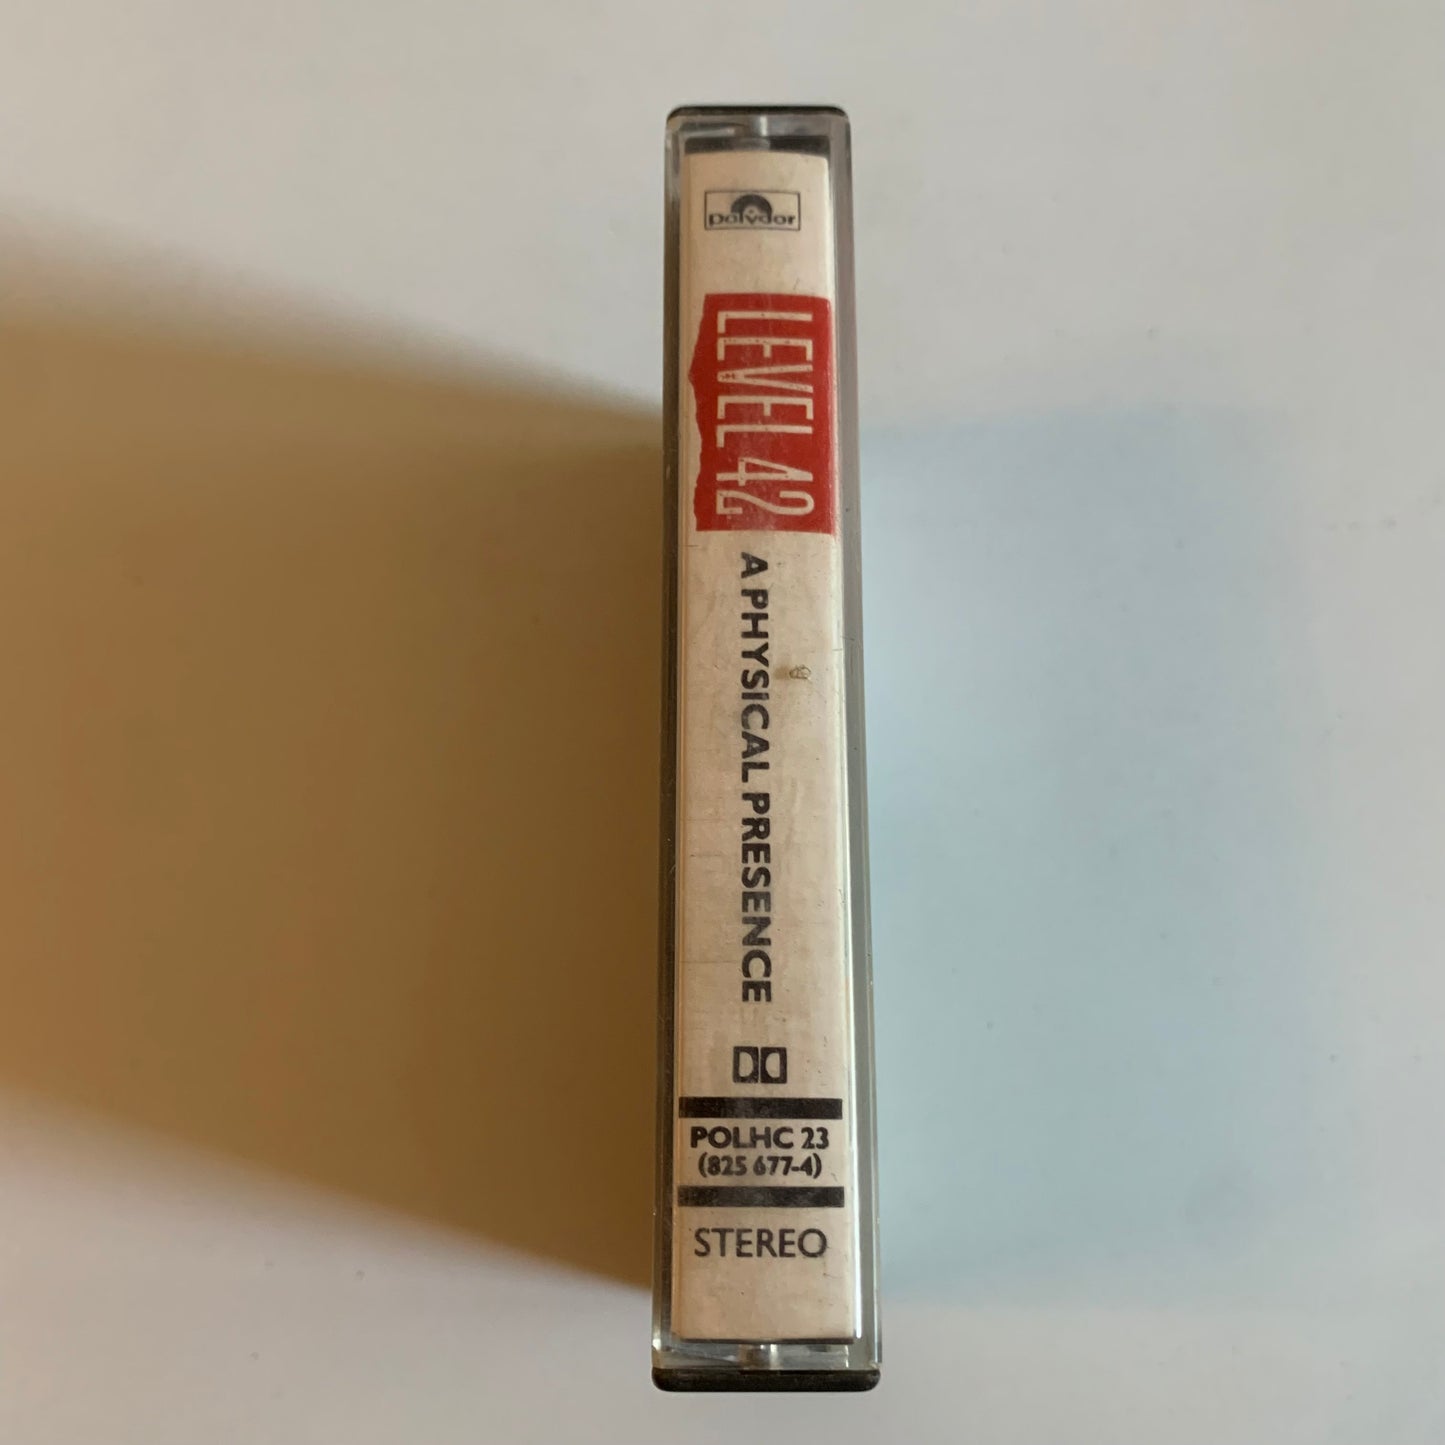 polydor
LEVEL 42
A PHYSICAL PRESENCE
POLHC 23
(825 677-4)
STEREO